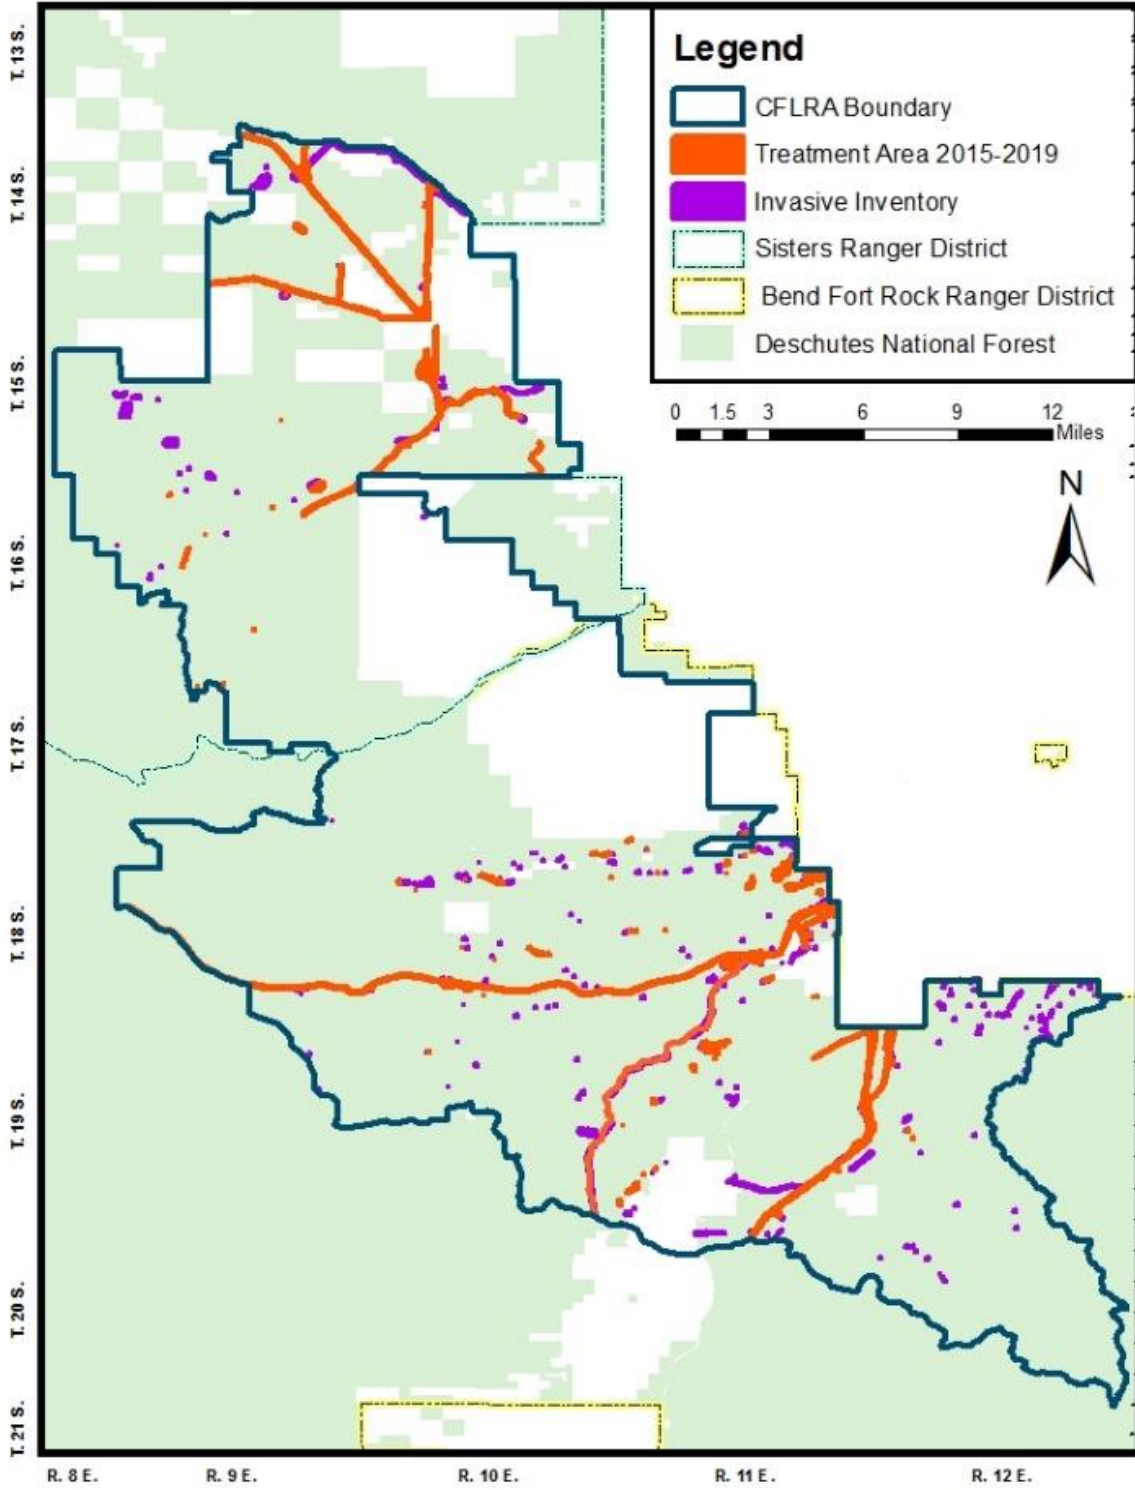 Legend
CFLRA Boundary
Treatment Area 2015-2019
Invasive Inventory
Sisters Ranger District
Bend Fort Rock Ranger District
Deschutes National Forest
0 1.5 3 6 9 12
Miles
N
T.13 S.
T.14 S.
T.15 S.
T.16 S.
T.17 S.
T.18 S.
T.19 S.
T.20 S.
T.21 S.
R. 8 E. R. 9 E. R. 10 E. R. 11 E. R. 12 E.